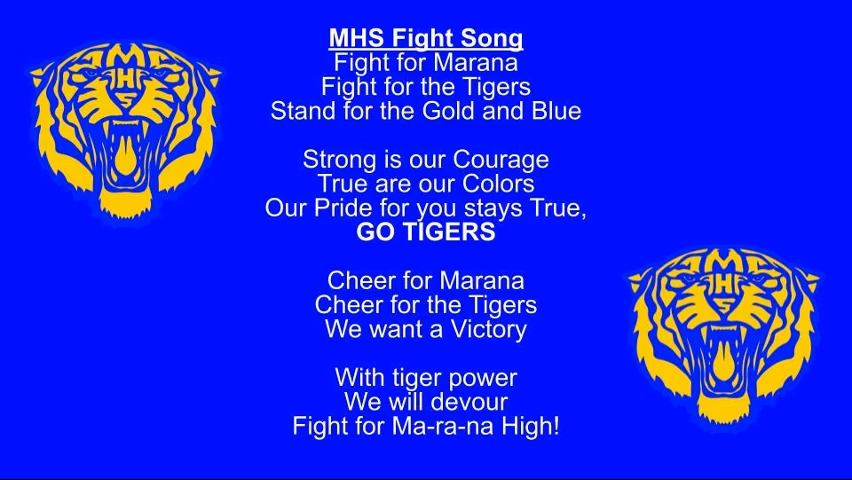 MHS Fight Song
Fight for Marana
Fight for the Tigers
Stand for the Gold and Blue
Strong is our Courage
True are our Colors
Our Pride for you stays True,
GO TIGERS
Cheer for Marana
Cheer for the Tigers
We want a Victory
With tiger power
We will devour
Fight for Ma-ra-na High!
MHS
MHS